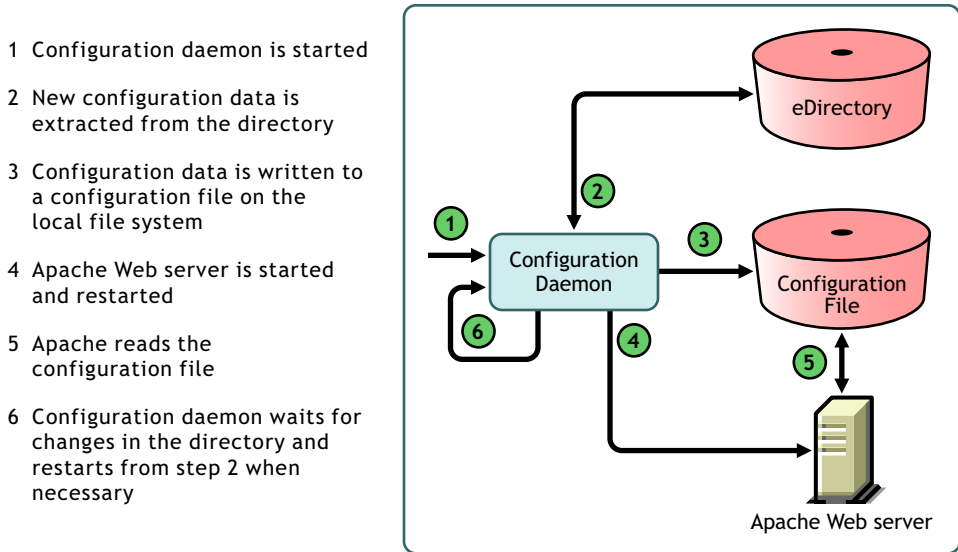 1 Configuration daemon is started
2 New configuration data is
extracted from the directory
3 Configuration data is written to
a configuration file on the
local file system
4 Apache Web server is started
and restarted
5 Apache reads the
configuration file
6 Configuration daemon waits for
changes in the directory and
restarts from step 2 when
necessary
eDirectory
2
1
3
Configuration
Daemon
Configuration
File
6
4
5
Apache Web server